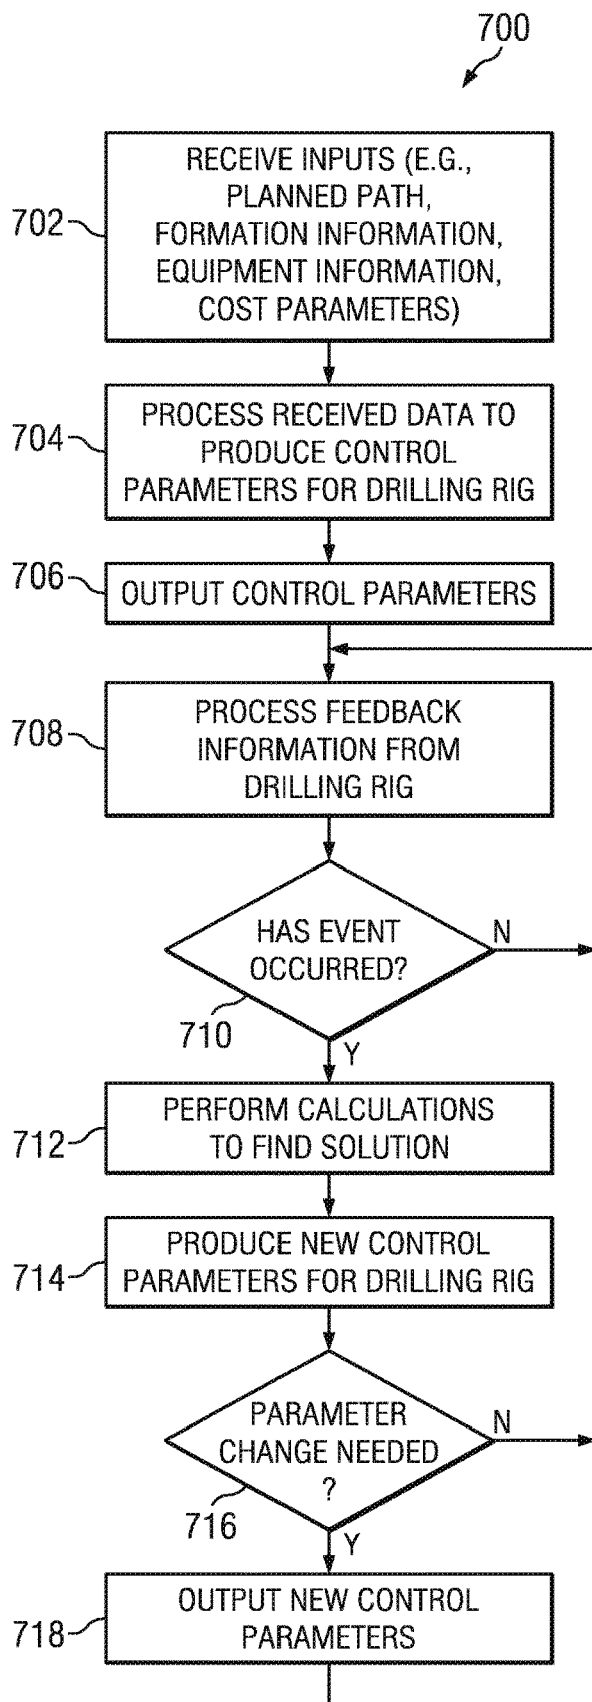 700
702
RECEIVE INPUTS (E.G.,
PLANNED PATH,
FORMATION INFORMATION,
EQUIPMENT INFORMATION,
COST PARAMETERS)
704
PROCESS RECEIVED DATA TO
PRODUCE CONTROL
PARAMETERS FOR DRILLING RIG
706
OUTPUT CONTROL PARAMETERS
708
PROCESS FEEDBACK
INFORMATION FROM
DRILLING RIG
HAS EVENT
OCCURRED?
N
710
Y
712
PERFORM CALCULATIONS
TO FIND SOLUTION
714
PRODUCE NEW CONTROL
PARAMETERS FOR DRILLING RIG
PARAMETER
CHANGE NEEDED
?
N
716
Y
718
OUTPUT NEW CONTROL
PARAMETERS